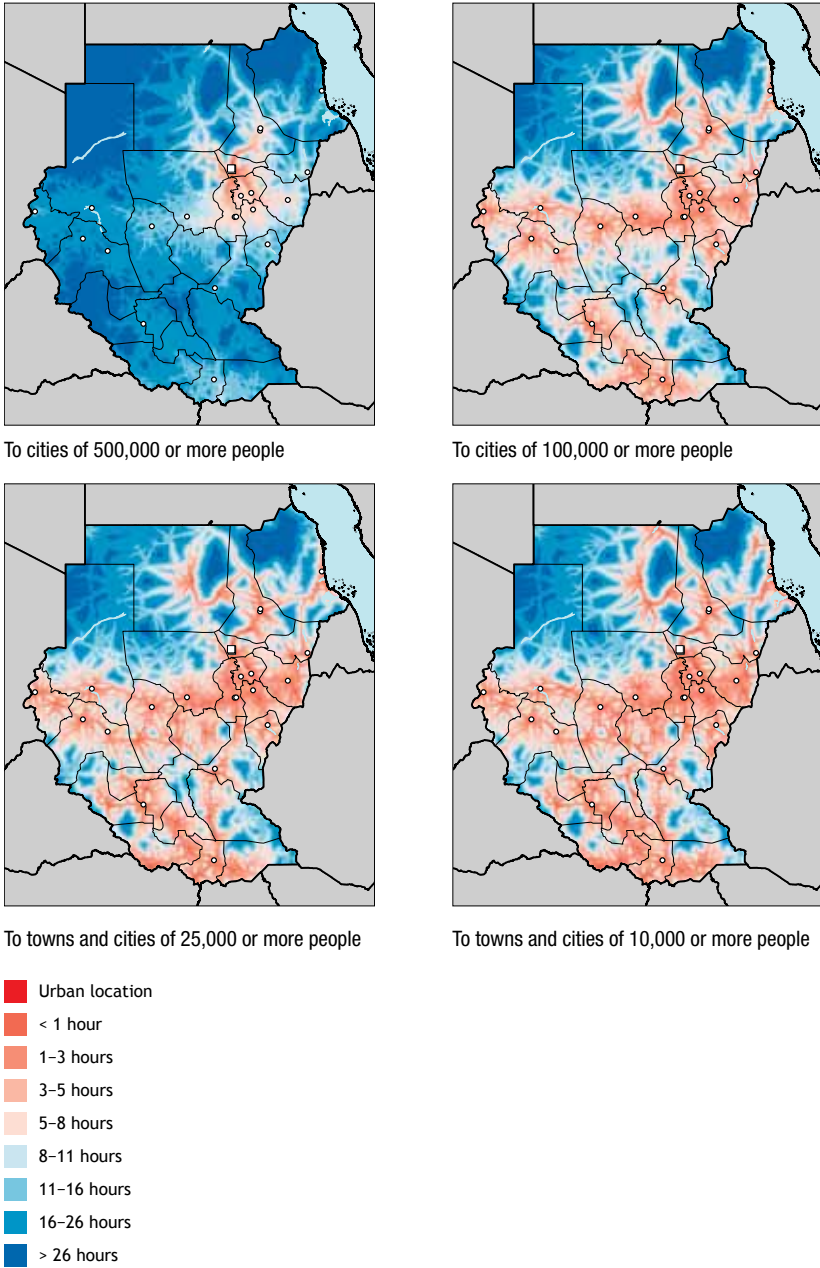 To cities of 500,000 or more people
To cities of 100,000 or more people
To towns and cities of 25,000 or more people
To towns and cities of 10,000 or more people
Urban location
< 1 hour
1–3 hours
3–5 hours
5–8 hours
8–11 hours
11–16 hours
16–26 hours
> 26 hours